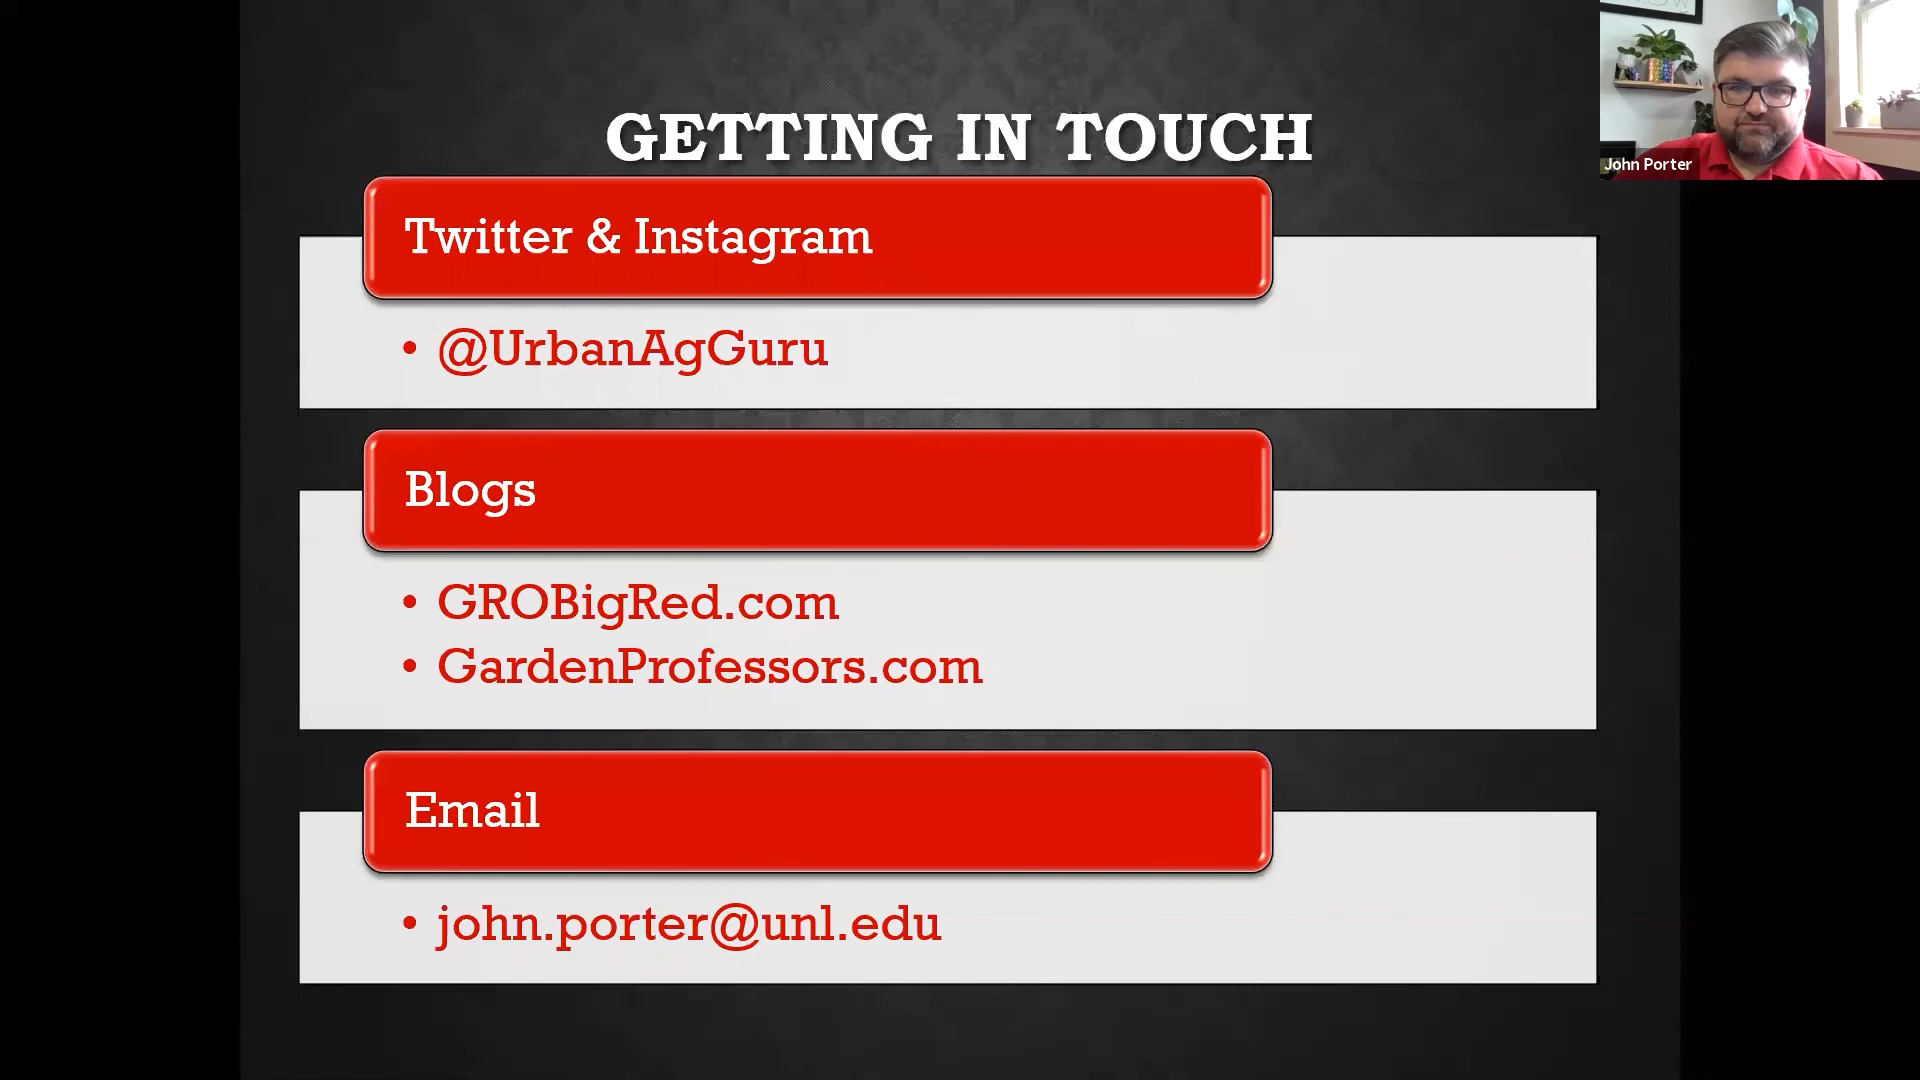 GETTING IN TOUCH
Twitter & Instagram
• @UrbanAgGuru
Blogs
• GROBigRed.com
• GardenProfessors.com
Email
• john.porter@unl.edu
John Porter